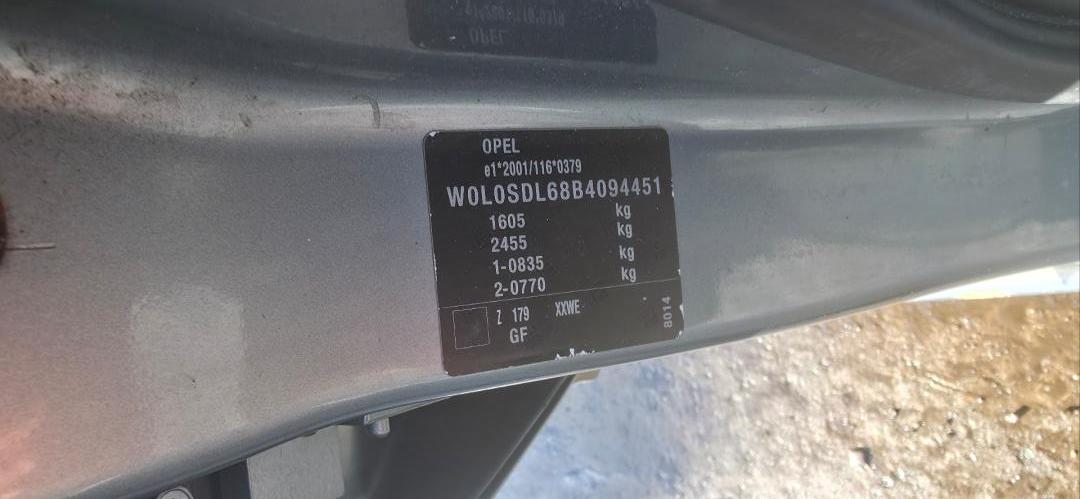 OPEL
e1*2001/116*0379
W0L0SDL68B4094451
1605 kg
2455 kg
1-0835 kg
2-0770 kg
Z 179 XXWE
GF
8014